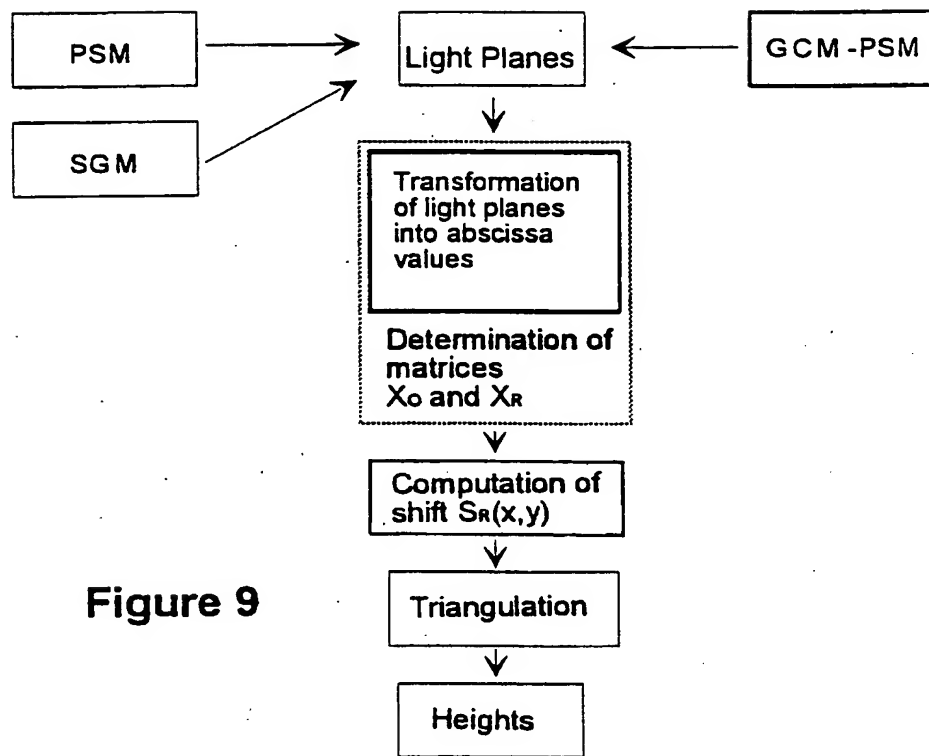 PSM
Light Planes
GCM-PSM
SGM
Transformation
of light planes
into abscissa
values
Determination of
matrices
Xo and XR
Computation of
shift SR(x,y)
Triangulation
Heights
Figure 9